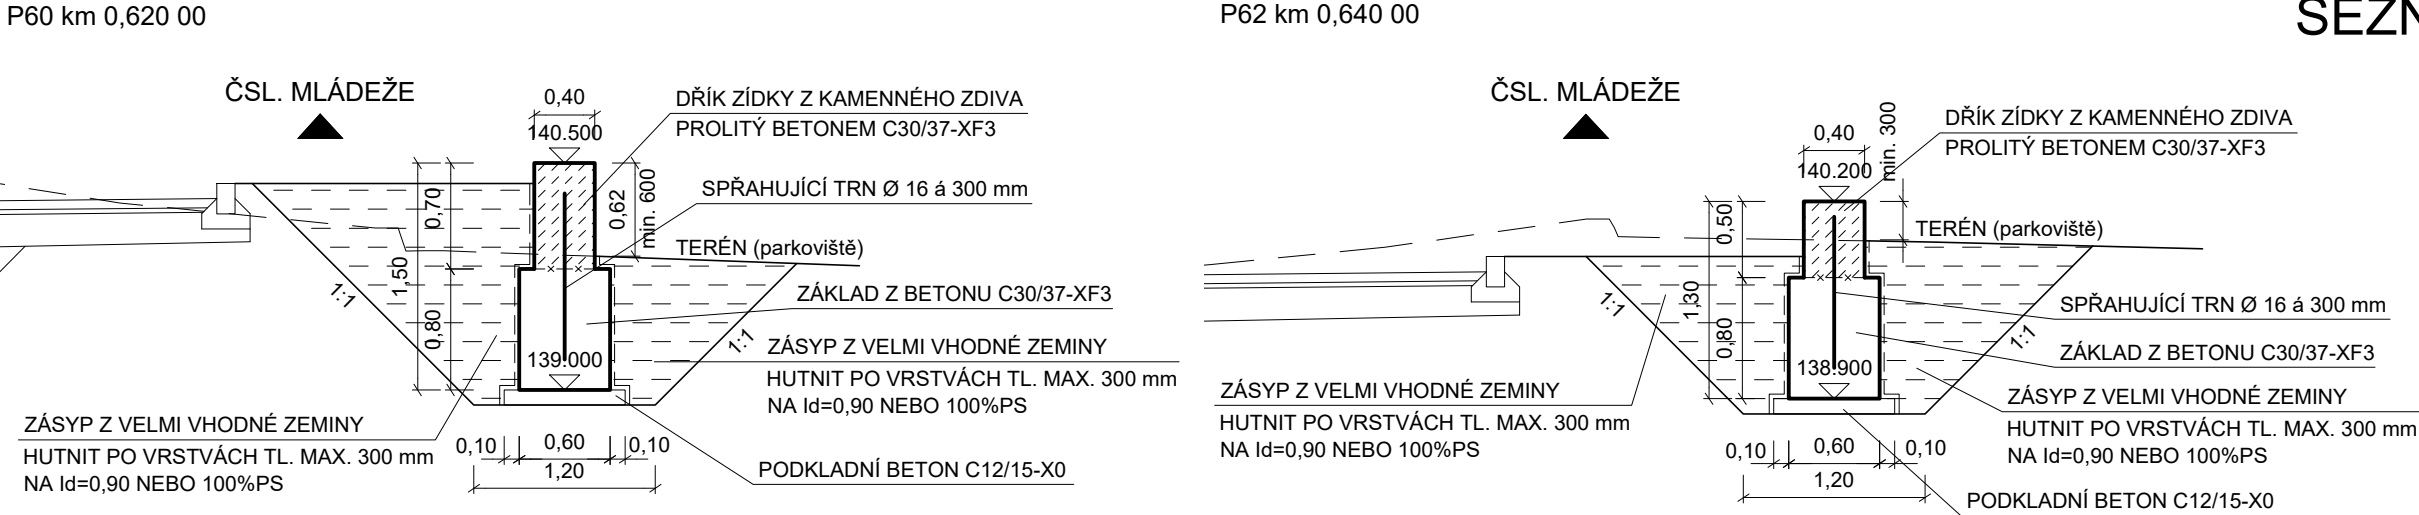 P60 km 0,620 00
ČSL. MLÁDEŽE
0,40
140.500
DŘÍK ZÍDKY Z KAMENNÉHO ZDIVA
PROLITÝ BETONEM C30/37-XF3
SPŘAHUJÍCÍ TRN Ø 16 á 300 mm
0,70
0,62
min. 600
TERÉN (parkoviště)
1,50
1:1
ZÁKLAD Z BETONU C30/37-XF3
0,80
139.000
1:1
ZÁSYP Z VELMI VHODNÉ ZEMINY
HUTNIT PO VRSTVÁCH TL. MAX. 300 mm
NA Id=0,90 NEBO 100%PS
ZÁSYP Z VELMI VHODNÉ ZEMINY
HUTNIT PO VRSTVÁCH TL. MAX. 300 mm
NA Id=0,90 NEBO 100%PS
0,10 0,60 0,10
1,20
PODKLADNÍ BETON C12/15-X0
P62 km 0,640 00
SEZN
ČSL. MLÁDEŽE
0,40
140.200
min. 300
DŘÍK ZÍDKY Z KAMENNÉHO ZDIVA
PROLITÝ BETONEM C30/37-XF3
0,50
TERÉN (parkoviště)
1:1
1,30
SPŘAHUJÍCÍ TRN Ø 16 á 300 mm
0,80
1:1
ZÁKLAD Z BETONU C30/37-XF3
138.900
ZÁSYP Z VELMI VHODNÉ ZEMINY
HUTNIT PO VRSTVÁCH TL. MAX. 300 mm
NA Id=0,90 NEBO 100%PS
ZÁSYP Z VELMI VHODNÉ ZEMINY
HUTNIT PO VRSTVÁCH TL. MAX. 300 mm
NA Id=0,90 NEBO 100%PS
0,10 0,60 0,10
1,20
PODKLADNÍ BETON C12/15-X0